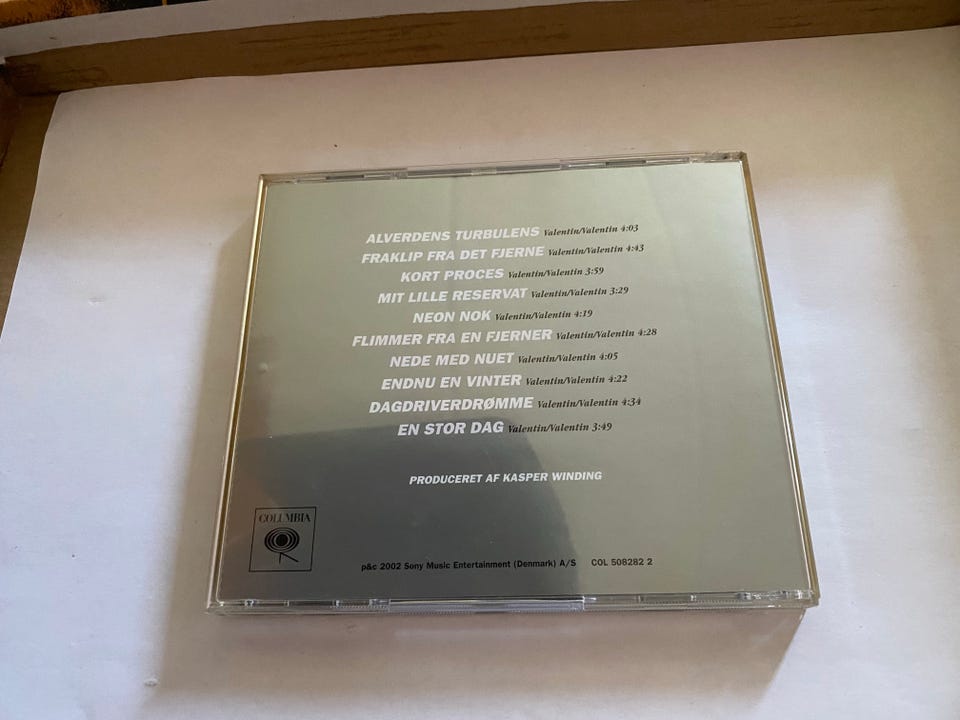 ALVERDENS TURBULENS Valentin/Valentin 4:03
FRAKLIP FRA DET FJERNE Valentin/Valentin 4:43
KORT PROCES Valentin/Valentin 3:59
MIT LILLE RESERVAT Valentin/Valentin 3:29
NEON NOK Valentin/Valentin 4:19
FLIMMER FRA EN FJERNER Valentin/Valentin 4:28
NEDE MED NUET Valentin/Valentin 4:05
ENDNU EN VINTER Valentin/Valentin 4:22
DAGDRIVERDRØMME Valentin/Valentin 4:34
EN STOR DAG Valentin/Valentin 3:49
PRODUCERET AF KASPER WINDING
COLUMBIA
p&c 2002 Sony Music Entertainment (Denmark) A/S COL 508282 2